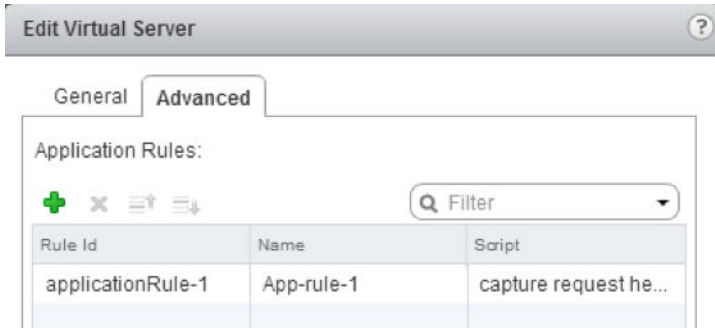 Edit Virtual Server
?
General Advanced
Application Rules:
Filter
Rule Id Name Script
applicationRule-1 App-rule-1 capture request he...